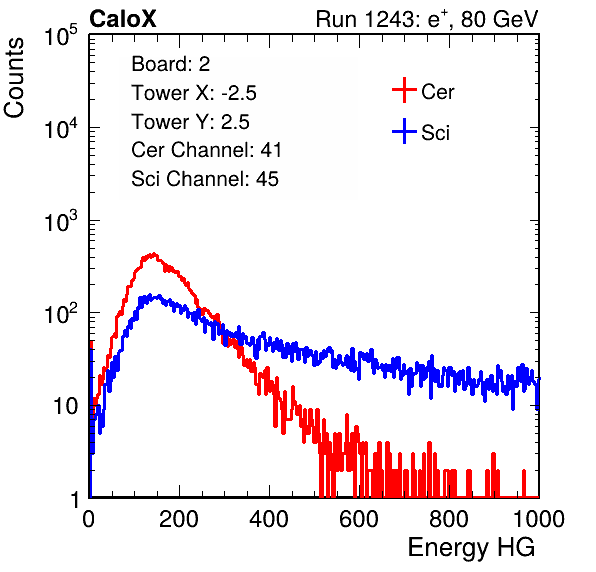 CaloX Run 1243: e⁺, 80 GeV
Counts
Board: 2
Tower X: -2.5
Tower Y: 2.5
Cer Channel: 41
Sci Channel: 45
Cer
Sci
10⁵
10⁴
10³
10²
10
1
0 200 400 600 800 1000
Energy HG